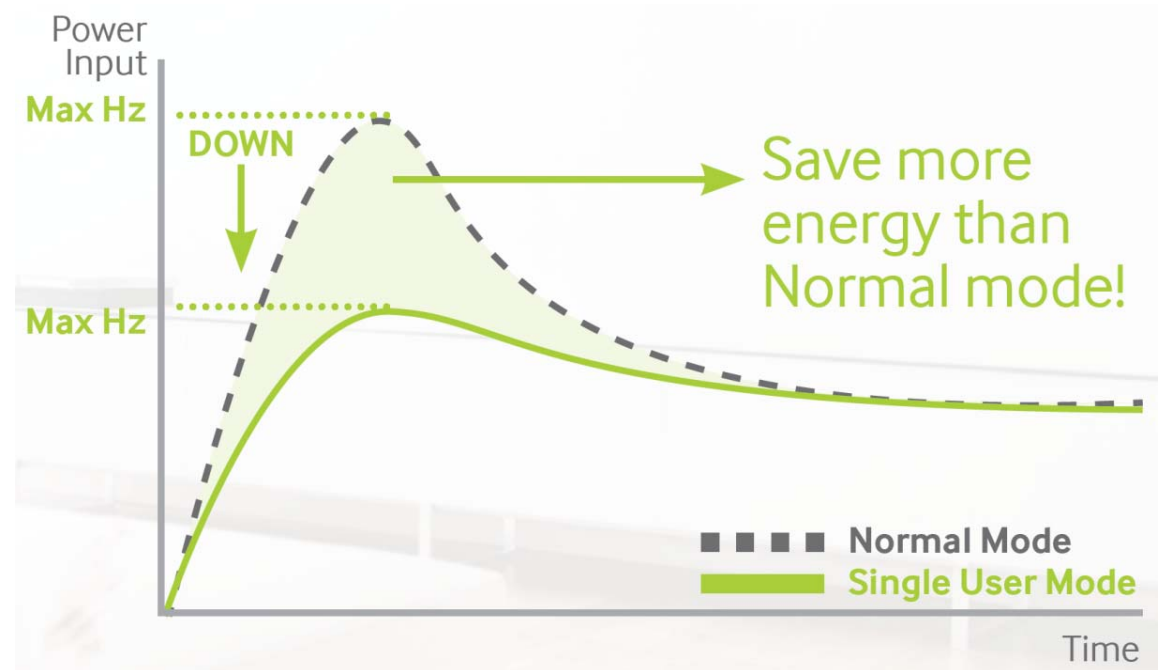 Power
Input
Max Hz
DOWN
Save more
energy than
Normal mode!
Max Hz
Normal Mode
Single User Mode
Time